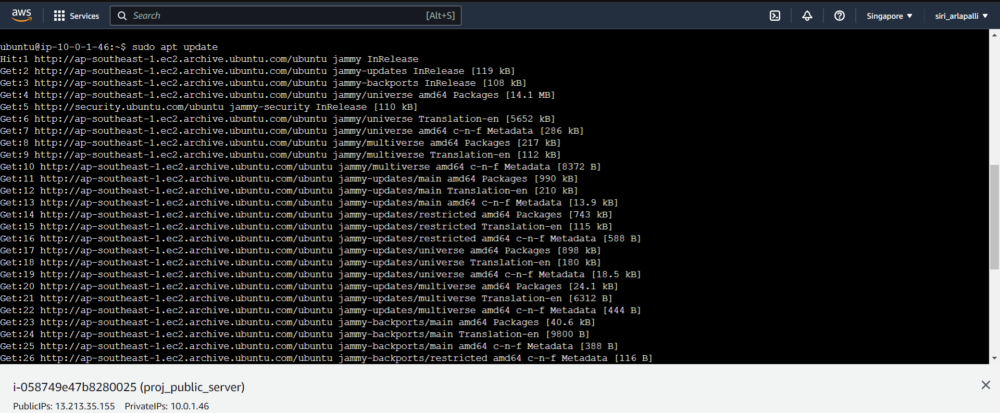 aws
Services
Search
[Alt+S]
Singapore
siri_arlapalli
ubuntu@ip-10-0-1-46:~$ sudo apt update
Hit:1 http://ap-southeast-1.ec2.archive.ubuntu.com/ubuntu jammy InRelease
Get:2 http://ap-southeast-1.ec2.archive.ubuntu.com/ubuntu jammy-updates InRelease [119 kB]
Get:3 http://ap-southeast-1.ec2.archive.ubuntu.com/ubuntu jammy-backports InRelease [108 kB]
Get:4 http://ap-southeast-1.ec2.archive.ubuntu.com/ubuntu jammy/universe amd64 Packages [14.1 MB]
Get:5 http://security.ubuntu.com/ubuntu jammy-security InRelease [110 kB]
Get:6 http://ap-southeast-1.ec2.archive.ubuntu.com/ubuntu jammy/universe Translation-en [5652 kB]
Get:7 http://ap-southeast-1.ec2.archive.ubuntu.com/ubuntu jammy/universe amd64 c-n-f Metadata [286 kB]
Get:8 http://ap-southeast-1.ec2.archive.ubuntu.com/ubuntu jammy/multiverse amd64 Packages [217 kB]
Get:9 http://ap-southeast-1.ec2.archive.ubuntu.com/ubuntu jammy/multiverse Translation-en [112 kB]
Get:10 http://ap-southeast-1.ec2.archive.ubuntu.com/ubuntu jammy/multiverse amd64 c-n-f Metadata [8372 B]
Get:11 http://ap-southeast-1.ec2.archive.ubuntu.com/ubuntu jammy-updates/main amd64 Packages [990 kB]
Get:12 http://ap-southeast-1.ec2.archive.ubuntu.com/ubuntu jammy-updates/main Translation-en [210 kB]
Get:13 http://ap-southeast-1.ec2.archive.ubuntu.com/ubuntu jammy-updates/main amd64 c-n-f Metadata [13.9 kB]
Get:14 http://ap-southeast-1.ec2.archive.ubuntu.com/ubuntu jammy-updates/restricted amd64 Packages [743 kB]
Get:15 http://ap-southeast-1.ec2.archive.ubuntu.com/ubuntu jammy-updates/restricted Translation-en [115 kB]
Get:16 http://ap-southeast-1.ec2.archive.ubuntu.com/ubuntu jammy-updates/restricted amd64 c-n-f Metadata [588 B]
Get:17 http://ap-southeast-1.ec2.archive.ubuntu.com/ubuntu jammy-updates/universe amd64 Packages [898 kB]
Get:18 http://ap-southeast-1.ec2.archive.ubuntu.com/ubuntu jammy-updates/universe Translation-en [180 kB]
Get:19 http://ap-southeast-1.ec2.archive.ubuntu.com/ubuntu jammy-updates/universe amd64 c-n-f Metadata [18.5 kB]
Get:20 http://ap-southeast-1.ec2.archive.ubuntu.com/ubuntu jammy-updates/multiverse amd64 Packages [24.1 kB]
Get:21 http://ap-southeast-1.ec2.archive.ubuntu.com/ubuntu jammy-updates/multiverse Translation-en [6312 B]
Get:22 http://ap-southeast-1.ec2.archive.ubuntu.com/ubuntu jammy-updates/multiverse amd64 c-n-f Metadata [444 B]
Get:23 http://ap-southeast-1.ec2.archive.ubuntu.com/ubuntu jammy-backports/main amd64 Packages [40.6 kB]
Get:24 http://ap-southeast-1.ec2.archive.ubuntu.com/ubuntu jammy-backports/main Translation-en [9800 B]
Get:25 http://ap-southeast-1.ec2.archive.ubuntu.com/ubuntu jammy-backports/main amd64 c-n-f Metadata [388 B]
Get:26 http://ap-southeast-1.ec2.archive.ubuntu.com/ubuntu jammy-backports/restricted amd64 c-n-f Metadata [116 B]
i-058749e47b8280025 (proj_public_server)
PublicIPs: 13.213.35.155 PrivateIPs: 10.0.1.46